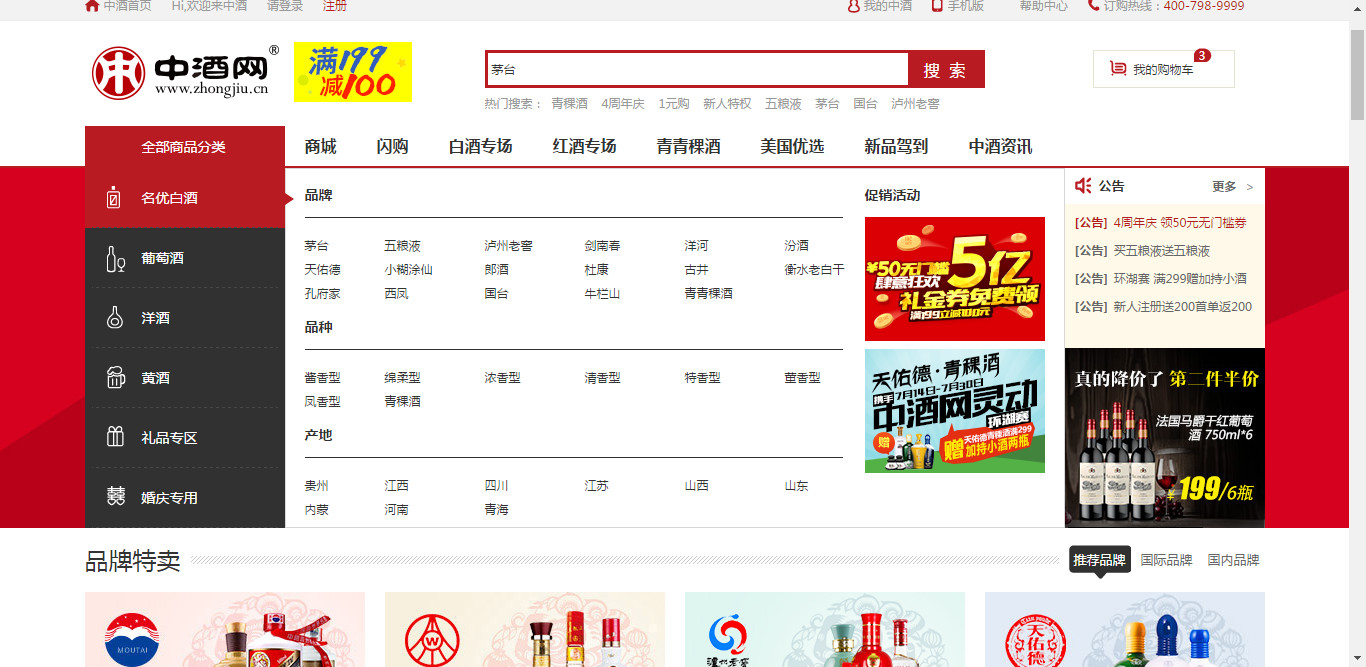 中酒首页 Hi,欢迎来中酒 请登录 注册 我的中酒 手机版 帮助中心 订购热线：400-798-9999
中酒网®
www.zhongjiu.cn
满199
减100
茅台 搜 索
我的购物车 3
热门搜索： 青稞酒 4周年庆 1元购 新人特权 五粮液 茅台 国台 泸州老窖
全部商品分类 商城 闪购 白酒专场 红酒专场 青青稞酒 美国优选 新品驾到 中酒资讯
名优白酒
葡萄酒
洋酒
黄酒
礼品专区
婚庆专用
品牌
茅台 五粮液 泸州老窖 剑南春 洋河 汾酒
天佑德 小糊涂仙 郎酒 杜康 古井 衡水老白干
孔府家 西凤 国台 牛栏山 青青稞酒
品种
酱香型 绵柔型 浓香型 清香型 特香型 董香型
凤香型 青稞酒
产地
贵州 江西 四川 江苏 山西 山东
内蒙 河南 青海
促销活动
¥50无门槛
肆意狂欢
5亿
礼金券免费领
满199立减100元
天佑德·青稞酒
携手7月14日-7月30日
中酒网灵动
环湖赛
赠
赠
天佑德青稞酒满299
加持小酒两瓶
公告 更多 >
[公告] 4周年庆 领50元无门槛券
[公告] 买五粮液送五粮液
[公告] 环湖赛 满299赠加持小酒
[公告] 新人注册送200首单返200
真的降价了 第二件半价
法国马爵干红葡萄
酒 750ml*6
¥199/6瓶
品牌特卖 推荐品牌 国际品牌 国内品牌
MOUTAI
泸州老窖
天佑德